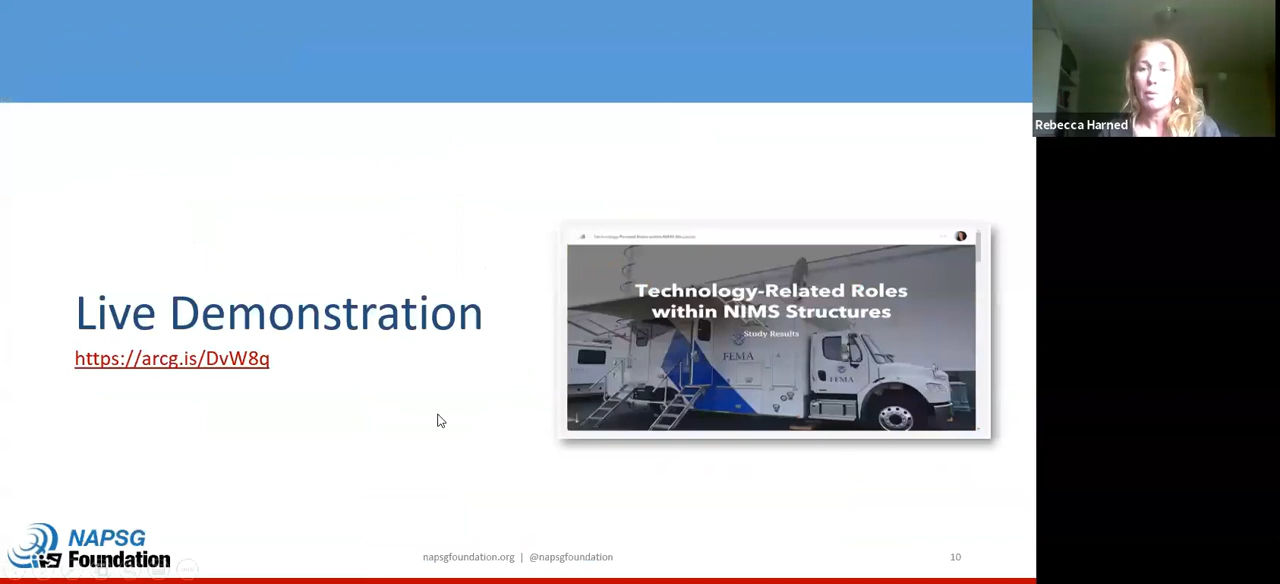 Rebecca Harned
Technology-Related Roles
within NIMS Structures
Study Results
FEMA
FEMA
Live Demonstration
https://arcg.is/DvW8q
NAPSG
Foundation
napsgfoundation.org | @napsgfoundation
10